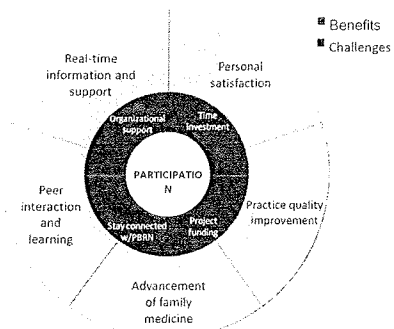 Benefits
Challenges
Real-time
information and
support
Personal
satisfaction
Organizational
support
Time
investment
PARTICIPATIO
N
Peer
interaction
and
learning
Practice quality
improvement
Stay connected
w/PBRN
Project
funding
Advancement
of family
medicine